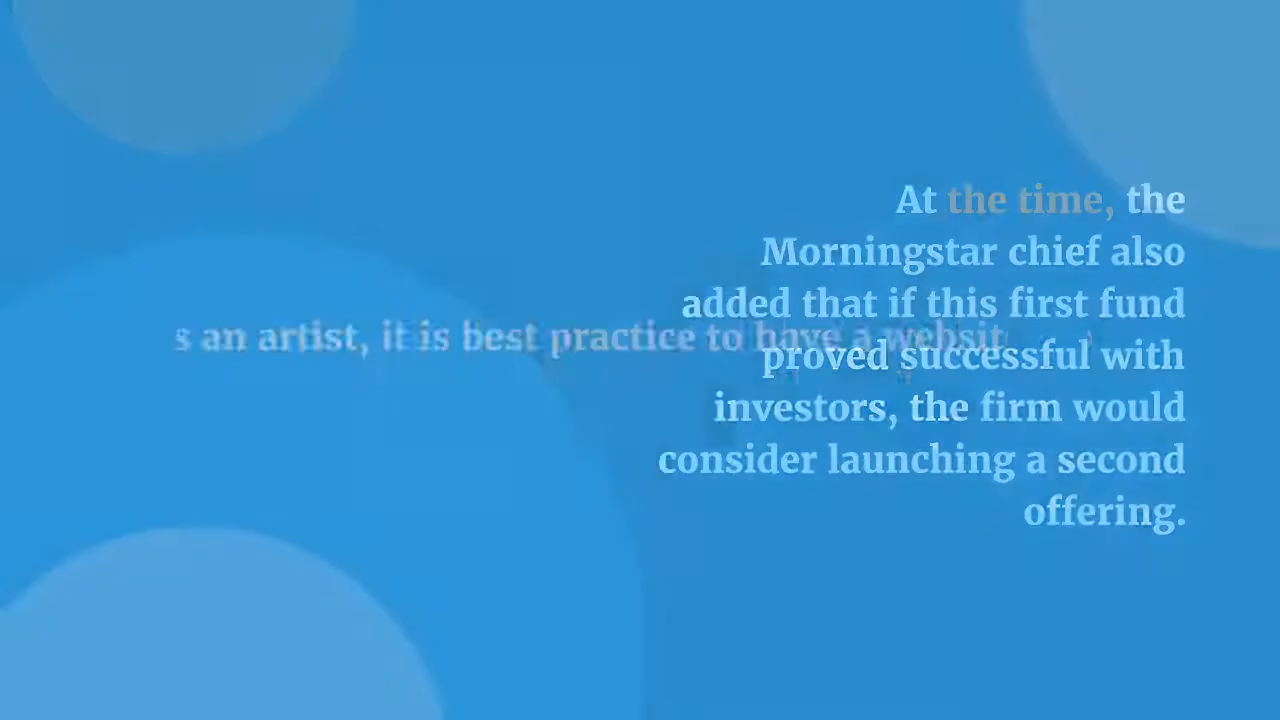 At the time, the
Morningstar chief also
added that if this first fund
s an artist, it is best practice to have a websit
proved successful with
investors, the firm would
consider launching a second
offering.